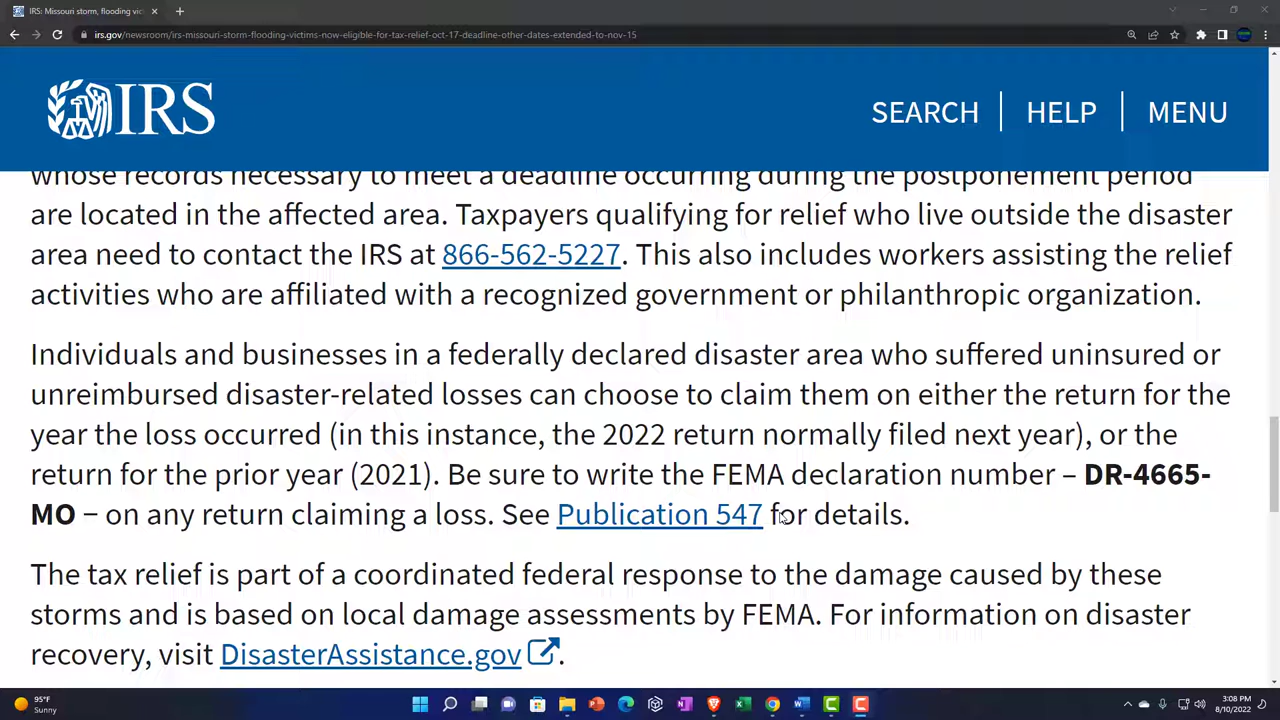 IRS: Missouri storm, flooding vic
irs.gov/newsroom/irs-missouri-storm-flooding-victims-now-eligible-for-tax-relief-oct-17-deadline-other-dates-extended-to-nov-15
IRS
SEARCH HELP MENU
whose records necessary to meet a deadline occurring during the postponement period
are located in the affected area. Taxpayers qualifying for relief who live outside the disaster
area need to contact the IRS at 866-562-5227. This also includes workers assisting the relief
activities who are affiliated with a recognized government or philanthropic organization.
Individuals and businesses in a federally declared disaster area who suffered uninsured or
unreimbursed disaster-related losses can choose to claim them on either the return for the
year the loss occurred (in this instance, the 2022 return normally filed next year), or the
return for the prior year (2021). Be sure to write the FEMA declaration number – DR-4665-
MO − on any return claiming a loss. See Publication 547 for details.
The tax relief is part of a coordinated federal response to the damage caused by these
storms and is based on local damage assessments by FEMA. For information on disaster
recovery, visit DisasterAssistance.gov.
95°F
Sunny
3:08 PM
8/10/2022